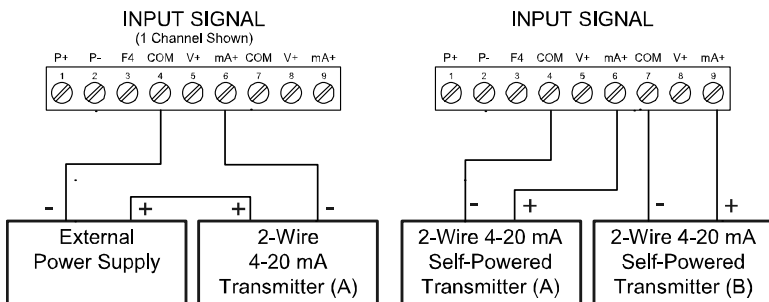 INPUT SIGNAL
(1 Channel Shown)
P+ P- F4 COM V+ mA+ COM V+ mA+
1 2 3 4 5 6 7 8 9
- + + -
External
Power Supply
2-Wire
4-20 mA
Transmitter (A)
INPUT SIGNAL
P+ P- F4 COM V+ mA+ COM V+ mA+
1 2 3 4 5 6 7 8 9
- + - +
2-Wire 4-20 mA
Self-Powered
Transmitter (A)
2-Wire 4-20 mA
Self-Powered
Transmitter (B)